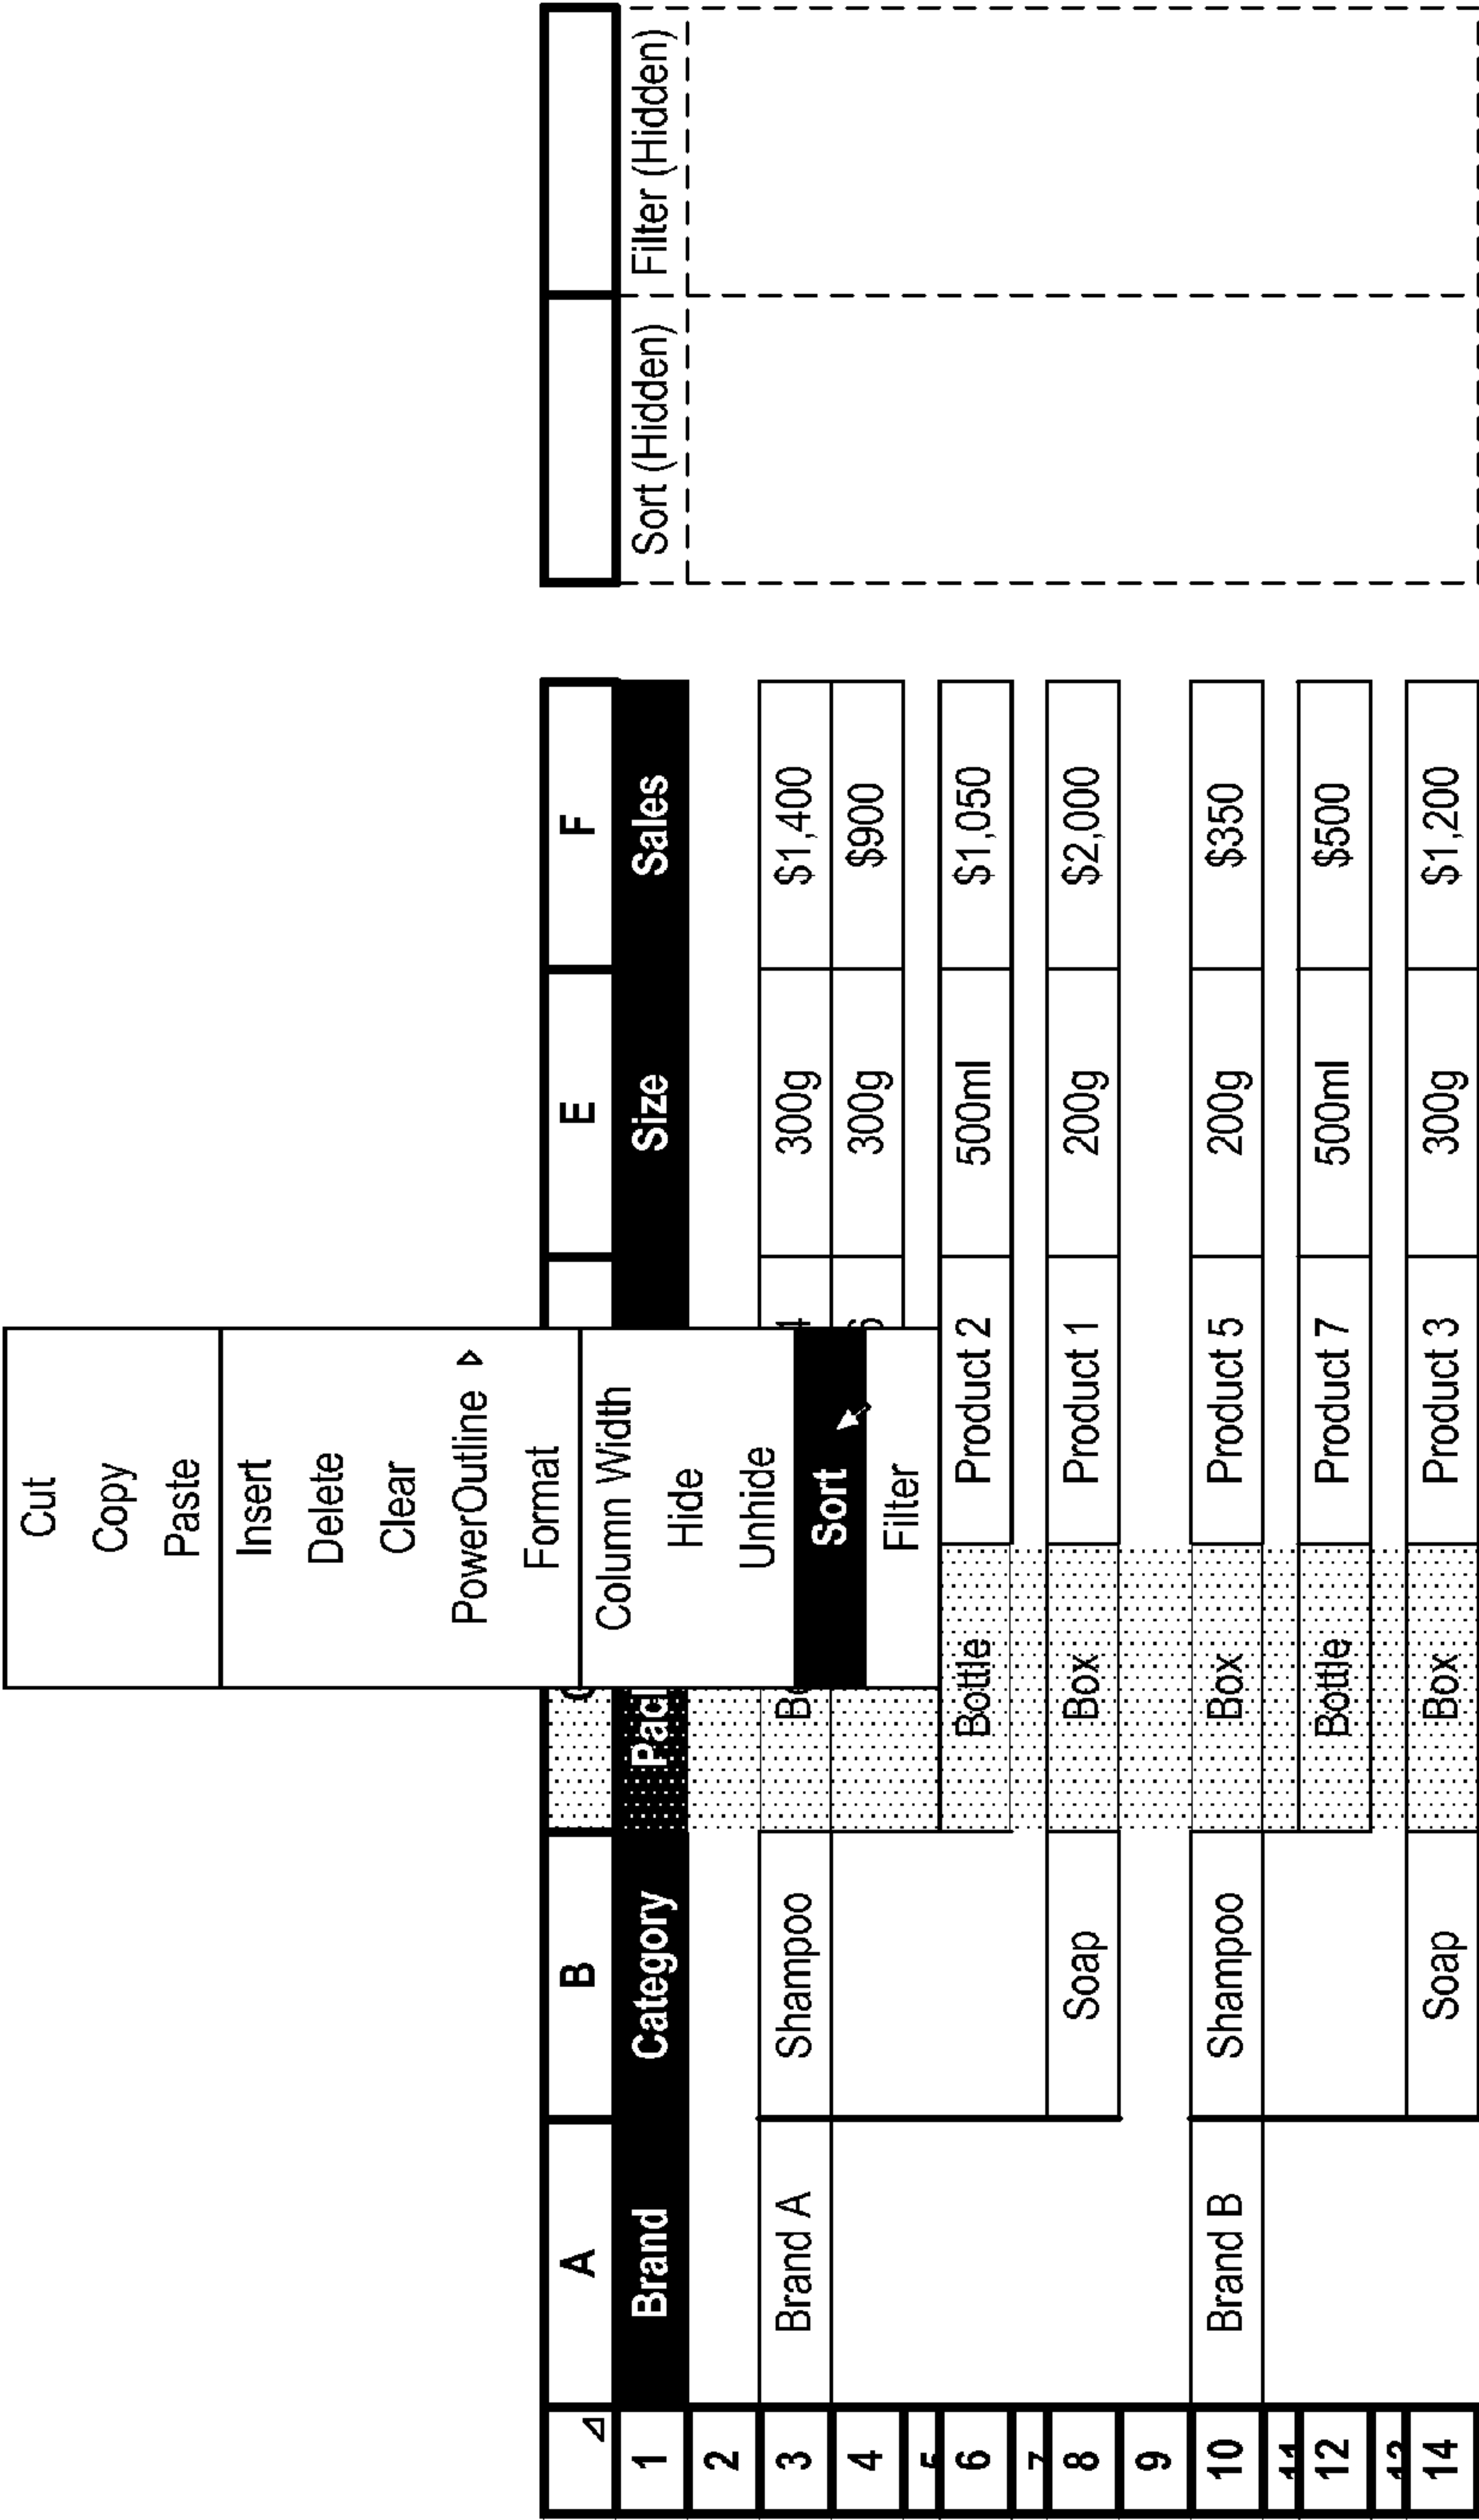 Cut
Copy
Paste
Insert
Delete
Clear
PowerOutline
Format
Column Width
Hide
Unhide
Sort
Filter
A B E F
1 Brand Category Size Sales Sort (Hidden) Filter (Hidden)
2
3 Brand A Shampoo 300g $1,400
4 300g $900
6 Bottle Product 2 500ml $1,050
8 Soap Box Product 1 200g $2,000
9
10 Brand B Shampoo Box Product 5 200g $350
12 Bottle Product 7 500ml $500
14 Soap Box Product 3 300g $1,200